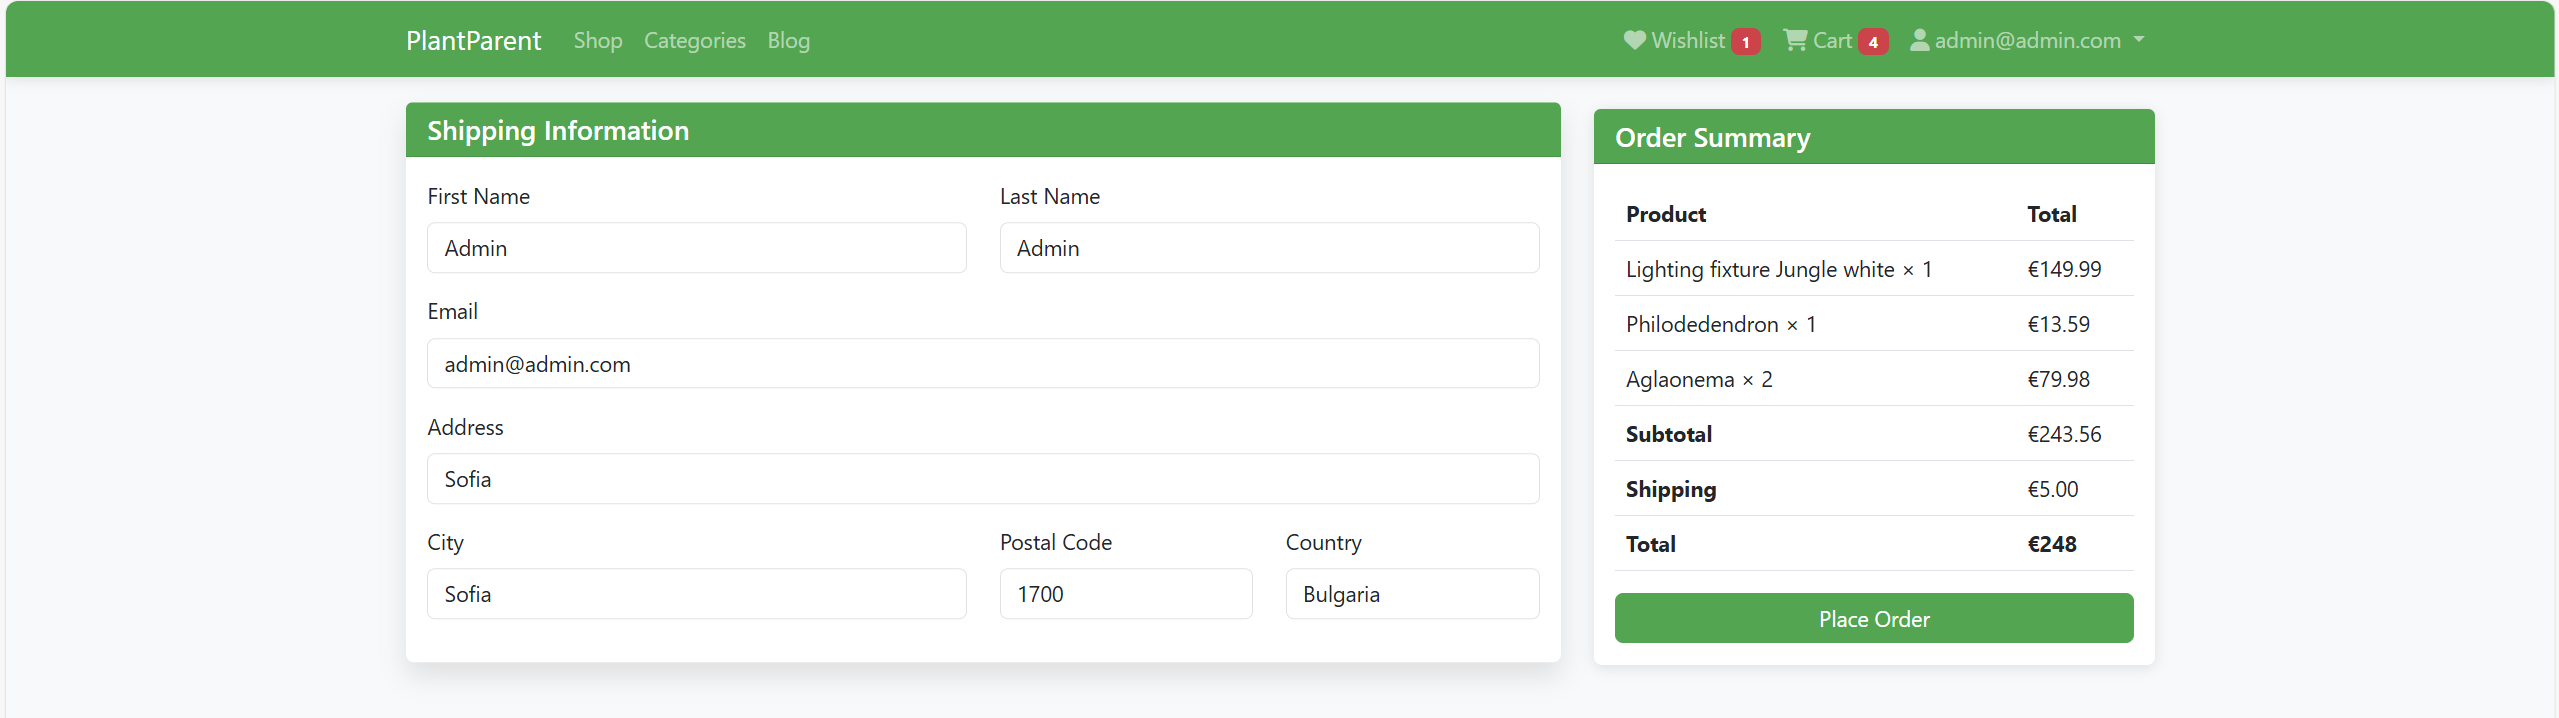 PlantParent Shop Categories Blog Wishlist 1 Cart 4 admin@admin.com
Shipping Information
First Name Last Name
Admin Admin
Email
admin@admin.com
Address
Sofia
City Postal Code Country
Sofia 1700 Bulgaria
Order Summary
Product Total
Lighting fixture Jungle white × 1 €149.99
Philodedendron × 1 €13.59
Aglaonema × 2 €79.98
Subtotal €243.56
Shipping €5.00
Total €248
Place Order